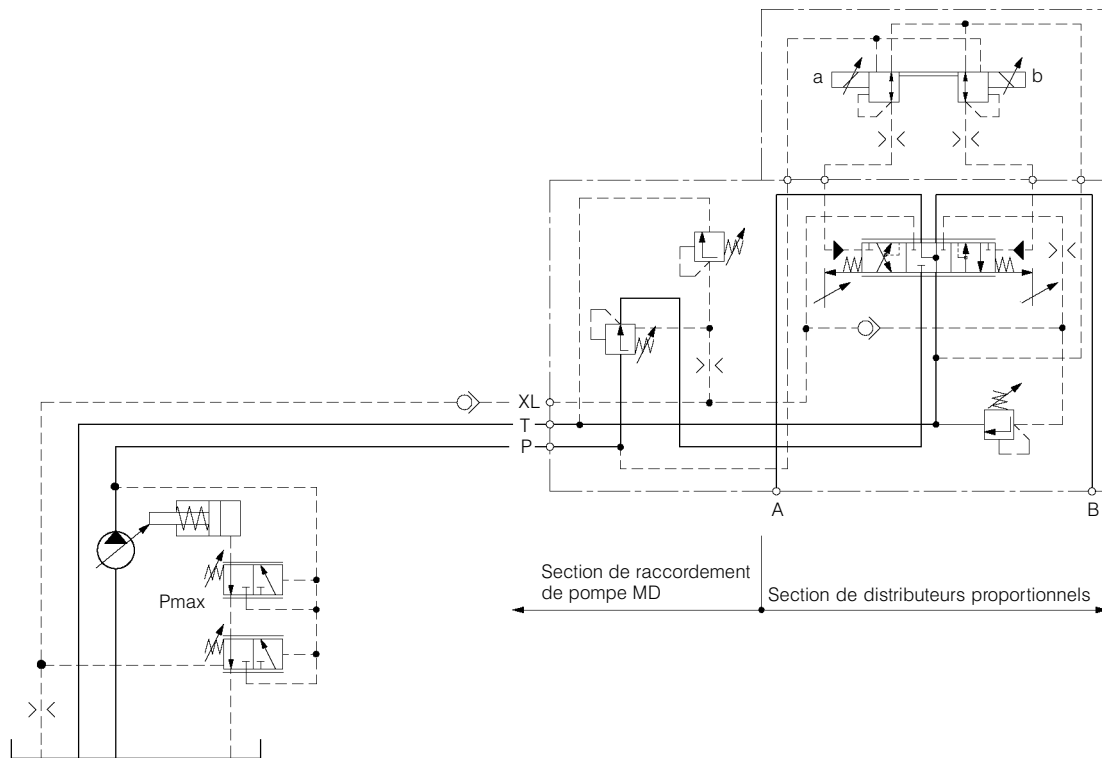 a
b
XL
T
P
A
B
Section de raccordement
de pompe MD
Section de distributeurs proportionnels
Pmax